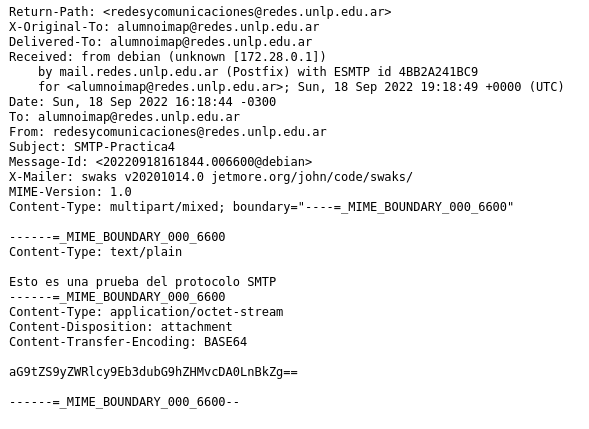 Return-Path: <redesycomunicaciones@redes.unlp.edu.ar>
X-Original-To: alumnoimap@redes.unlp.edu.ar
Delivered-To: alumnoimap@redes.unlp.edu.ar
Received: from debian (unknown [172.28.0.1])
    by mail.redes.unlp.edu.ar (Postfix) with ESMTP id 4BB2A241BC9
    for <alumnoimap@redes.unlp.edu.ar>; Sun, 18 Sep 2022 19:18:49 +0000 (UTC)
Date: Sun, 18 Sep 2022 16:18:44 -0300
To: alumnoimap@redes.unlp.edu.ar
From: redesycomunicaciones@redes.unlp.edu.ar
Subject: SMTP-Practica4
Message-Id: <20220918161844.006600@debian>
X-Mailer: swaks v20201014.0 jetmore.org/john/code/swaks/
MIME-Version: 1.0
Content-Type: multipart/mixed; boundary="----=_MIME_BOUNDARY_000_6600"

------=_MIME_BOUNDARY_000_6600
Content-Type: text/plain

Esto es una prueba del protocolo SMTP
------=_MIME_BOUNDARY_000_6600
Content-Type: application/octet-stream
Content-Disposition: attachment
Content-Transfer-Encoding: BASE64

aG9tZS9yZWRlcy9Eb3dubG9hZHMvcDA0LnBkZg==

------=_MIME_BOUNDARY_000_6600--